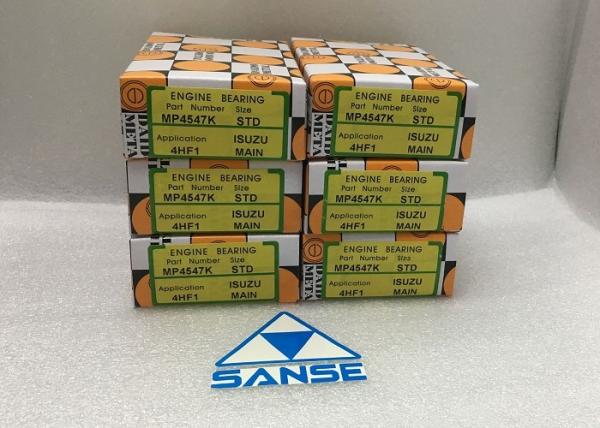 ENGINE BEARING
Part Number Size
MP4547K STD
Application ISUZU
4HF1 MAIN
ENGINE BEARING
Part Number Size
MP4547K STD
Application ISUZU
4HF1 MAIN
ENGINE BEARING
Part Number Size
MP4547K STD
Application ISUZU
4HF1 MAIN
ENGINE BEARING
Part Number Size
MP4547K STD
Application ISUZU
4HF1 MAIN
ENGINE BEARING
Part Number Size
MP4547K STD
Application ISUZU
4HF1 MAIN
ENGINE BEARING
Part Number Size
MP4547K STD
Application ISUZU
4HF1 MAIN
SANSE